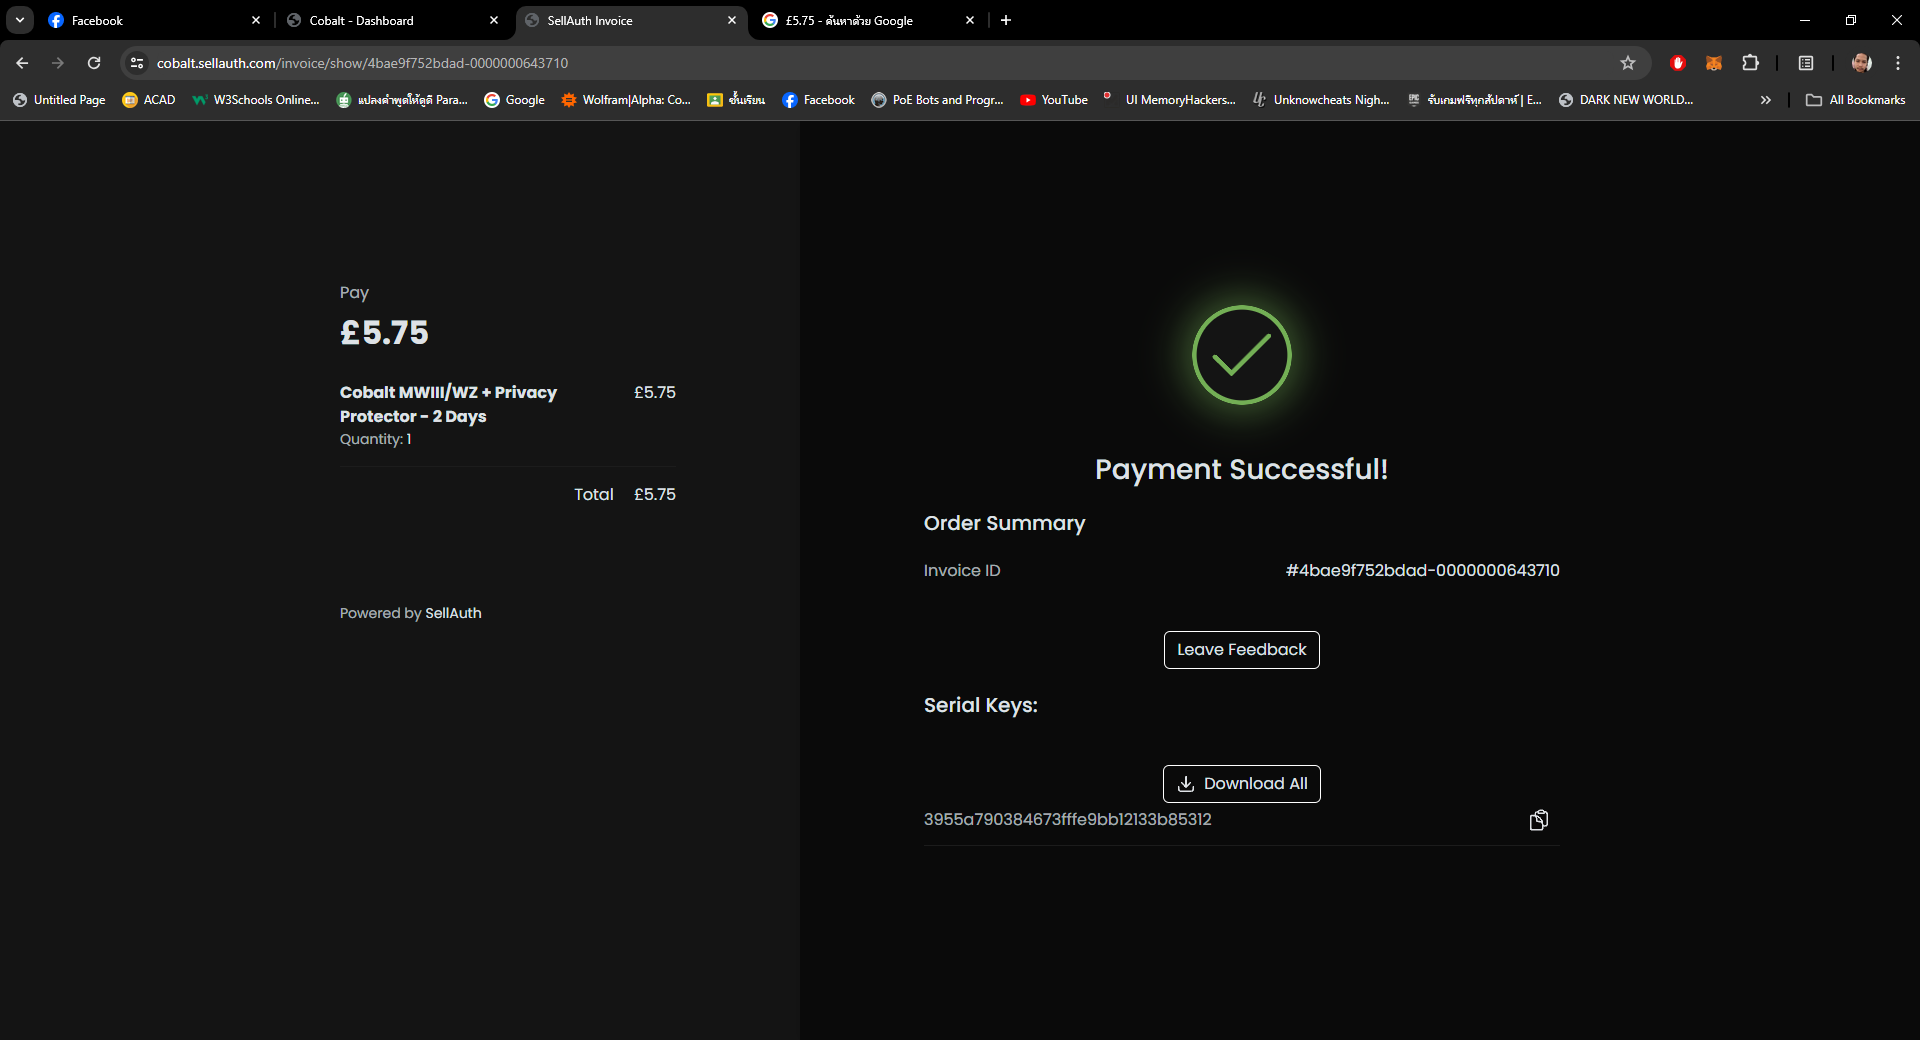 Facebook
Cobalt - Dashboard
SellAuth Invoice
£5.75 - ค้นหาด้วย Google
cobalt.sellauth.com/invoice/show/4bae9f752bdad-0000000643710
Untitled Page
ACAD
W3Schools Online...
แปลงคำพูดให้ดูดี Para...
Google
Wolfram|Alpha: Co...
ชั้นเรียน
Facebook
PoE Bots and Progr...
YouTube
UI MemoryHackers...
Unknowcheats Nigh...
รับเกมฟรีทุกสัปดาห์ | E...
DARK NEW WORLD...
All Bookmarks
Pay
£5.75
Cobalt MWIII/WZ + Privacy £5.75
Protector - 2 Days
Quantity: 1
Total £5.75
Powered by SellAuth
Payment Successful!
Order Summary
Invoice ID #4bae9f752bdad-0000000643710
Leave Feedback
Serial Keys:
Download All
3955a790384673fffe9bb12133b85312